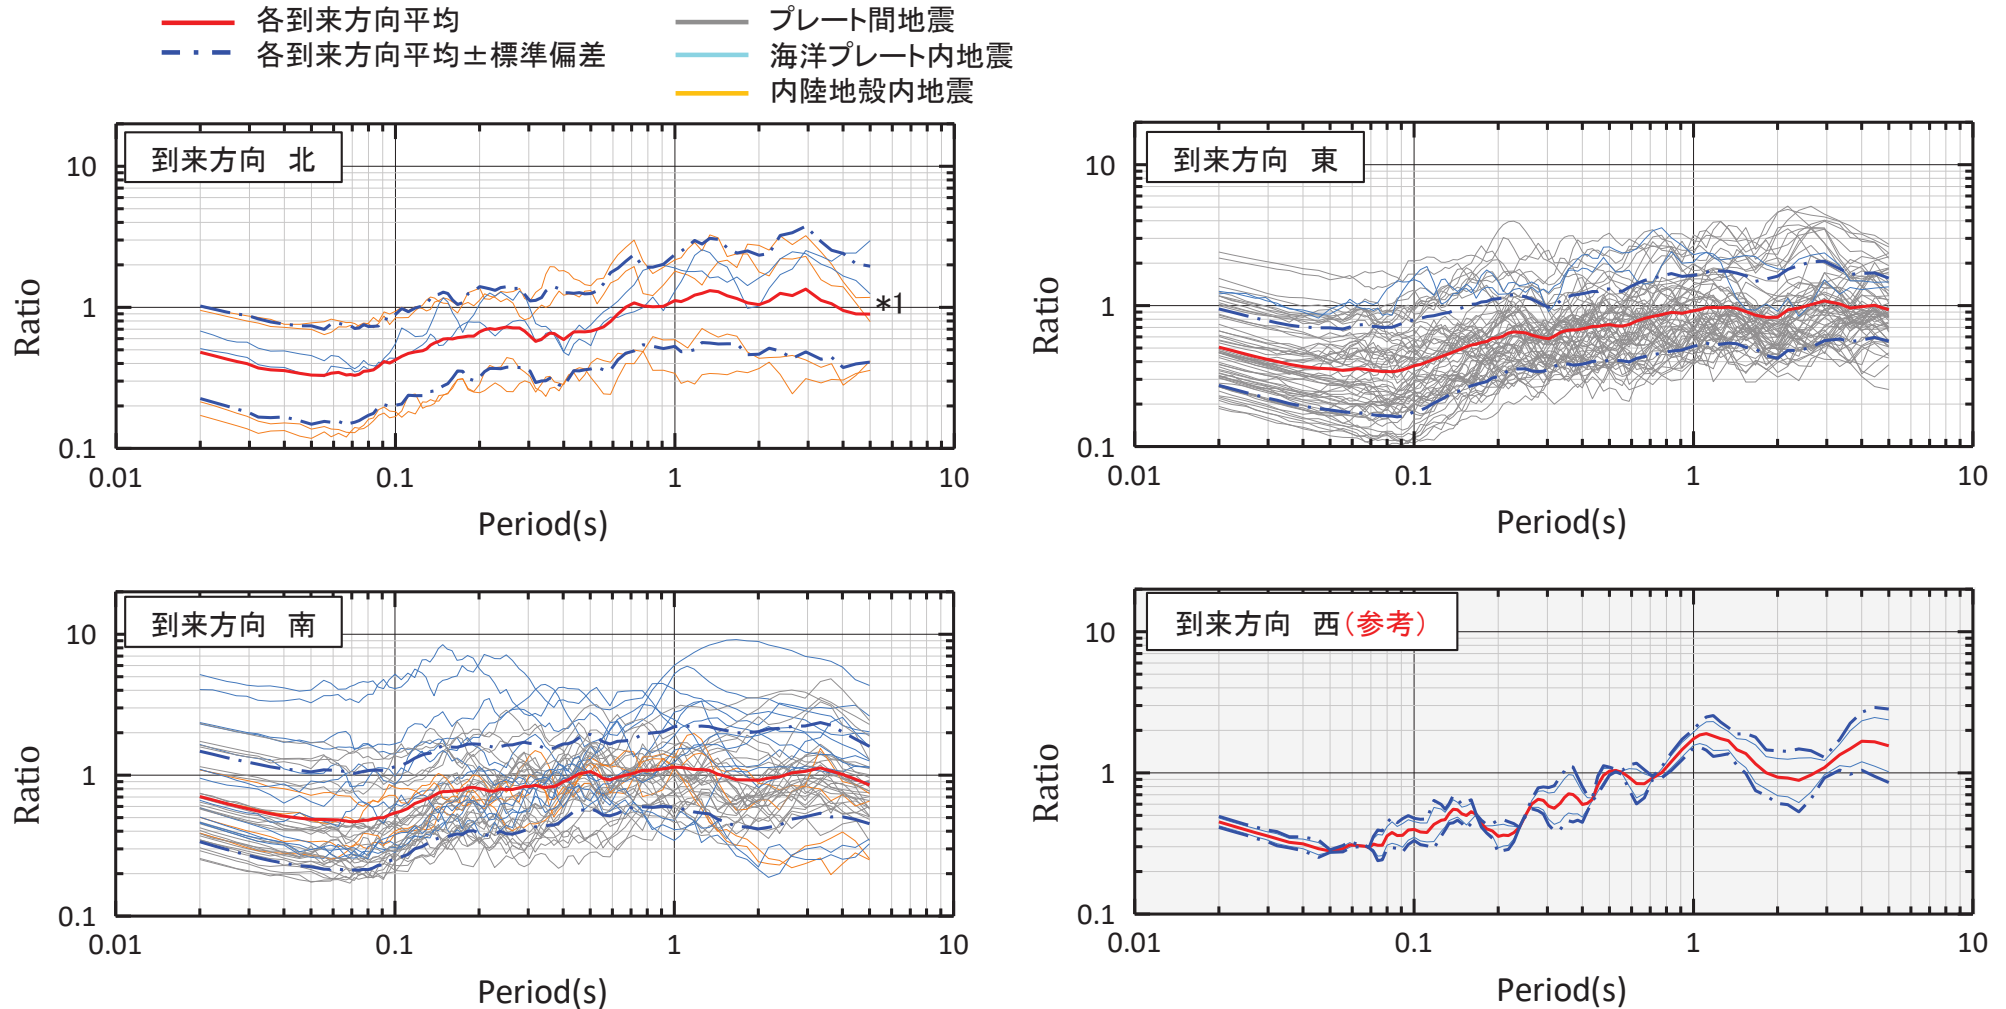 各到来方向平均
各到来方向平均±標準偏差
プレート間地震
海洋プレート内地震
内陸地殻内地震
到来方向　北
10
1
0.1
0.01
0.1
1
10
Ratio
Period(s)
*1
到来方向　東
10
1
0.1
0.01
0.1
1
10
Ratio
Period(s)
到来方向　南
10
1
0.1
0.01
0.1
1
10
Ratio
Period(s)
到来方向　西(参考)
10
1
0.1
0.01
0.1
1
10
Ratio
Period(s)